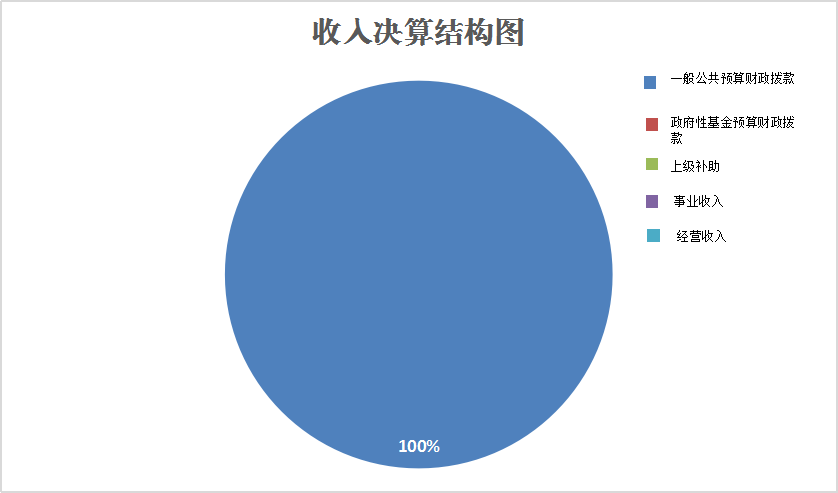 收入决算结构图
一般公共预算财政拨款
政府性基金预算财政拨
款
上级补助
事业收入
经营收入
100%